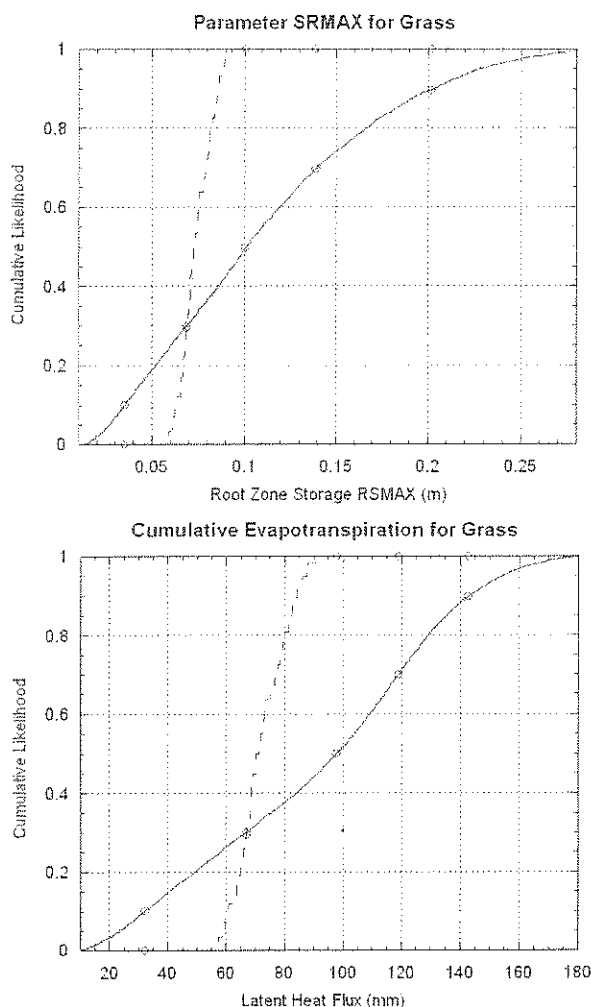 Parameter SRMAX for Grass
1
0.8
0.6
0.4
0.2
0
Cumulative Likelihood
0.05 0.1 0.15 0.2 0.25
Root Zone Storage RSMAX (m)
Cumulative Evapotranspiration for Grass
1
0.8
0.6
0.4
0.2
0
Cumulative Likelihood
20 40 60 80 100 120 140 160 180
Latent Heat Flux (mm)